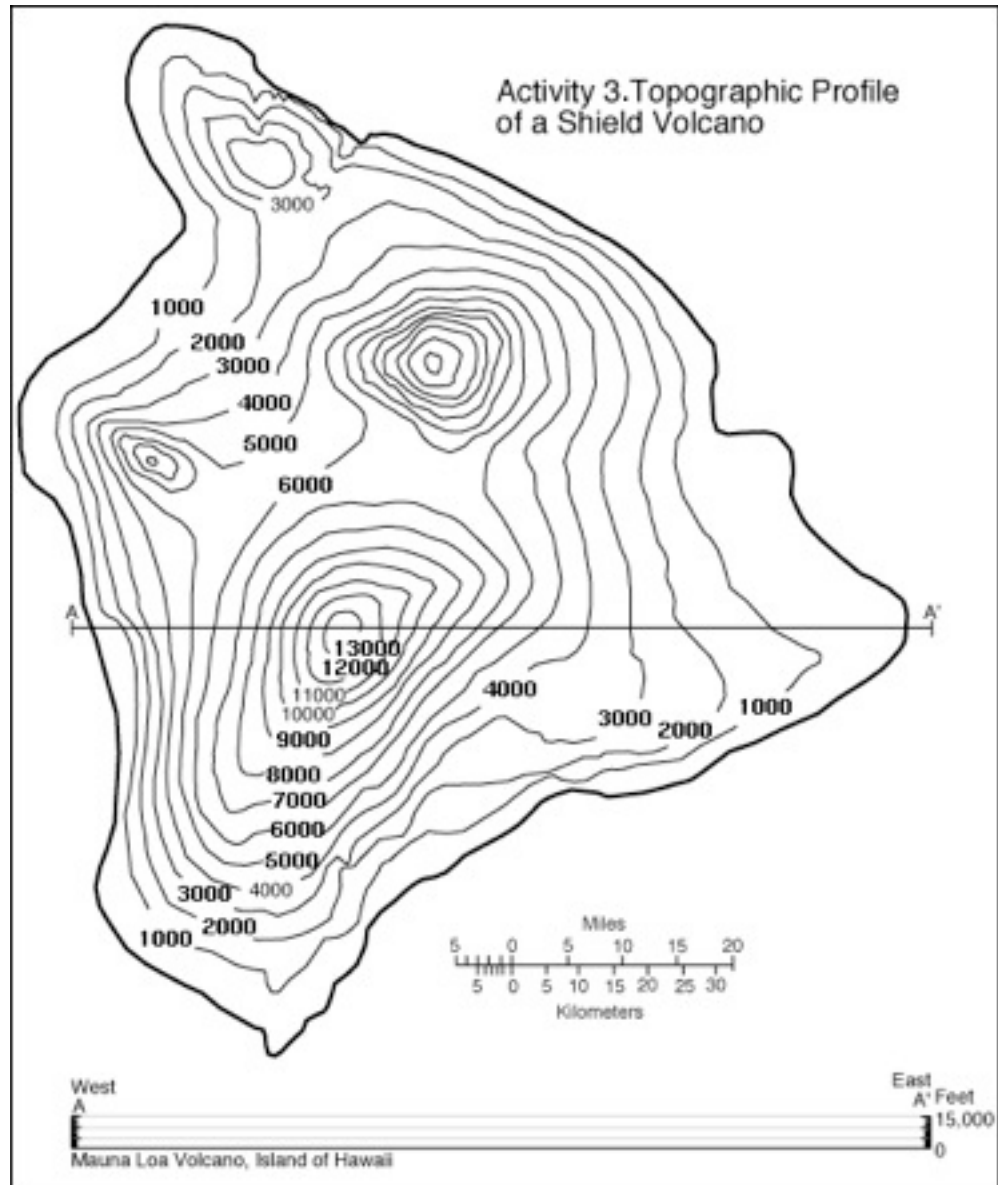 Activity 3.Topographic Profile
of a Shield Volcano
3000
1000
2000
3000
4000
5000
6000
A
A'
13000
12000
11000
10000
9000
8000
7000
6000
5000
4000
3000
2000
1000
4000
3000
2000
1000
Miles
5 0 5 10 15 20
5 0 5 10 15 20 25 30
Kilometers
West
A
East
A' Feet
15,000
0
Mauna Loa Volcano, Island of Hawaii